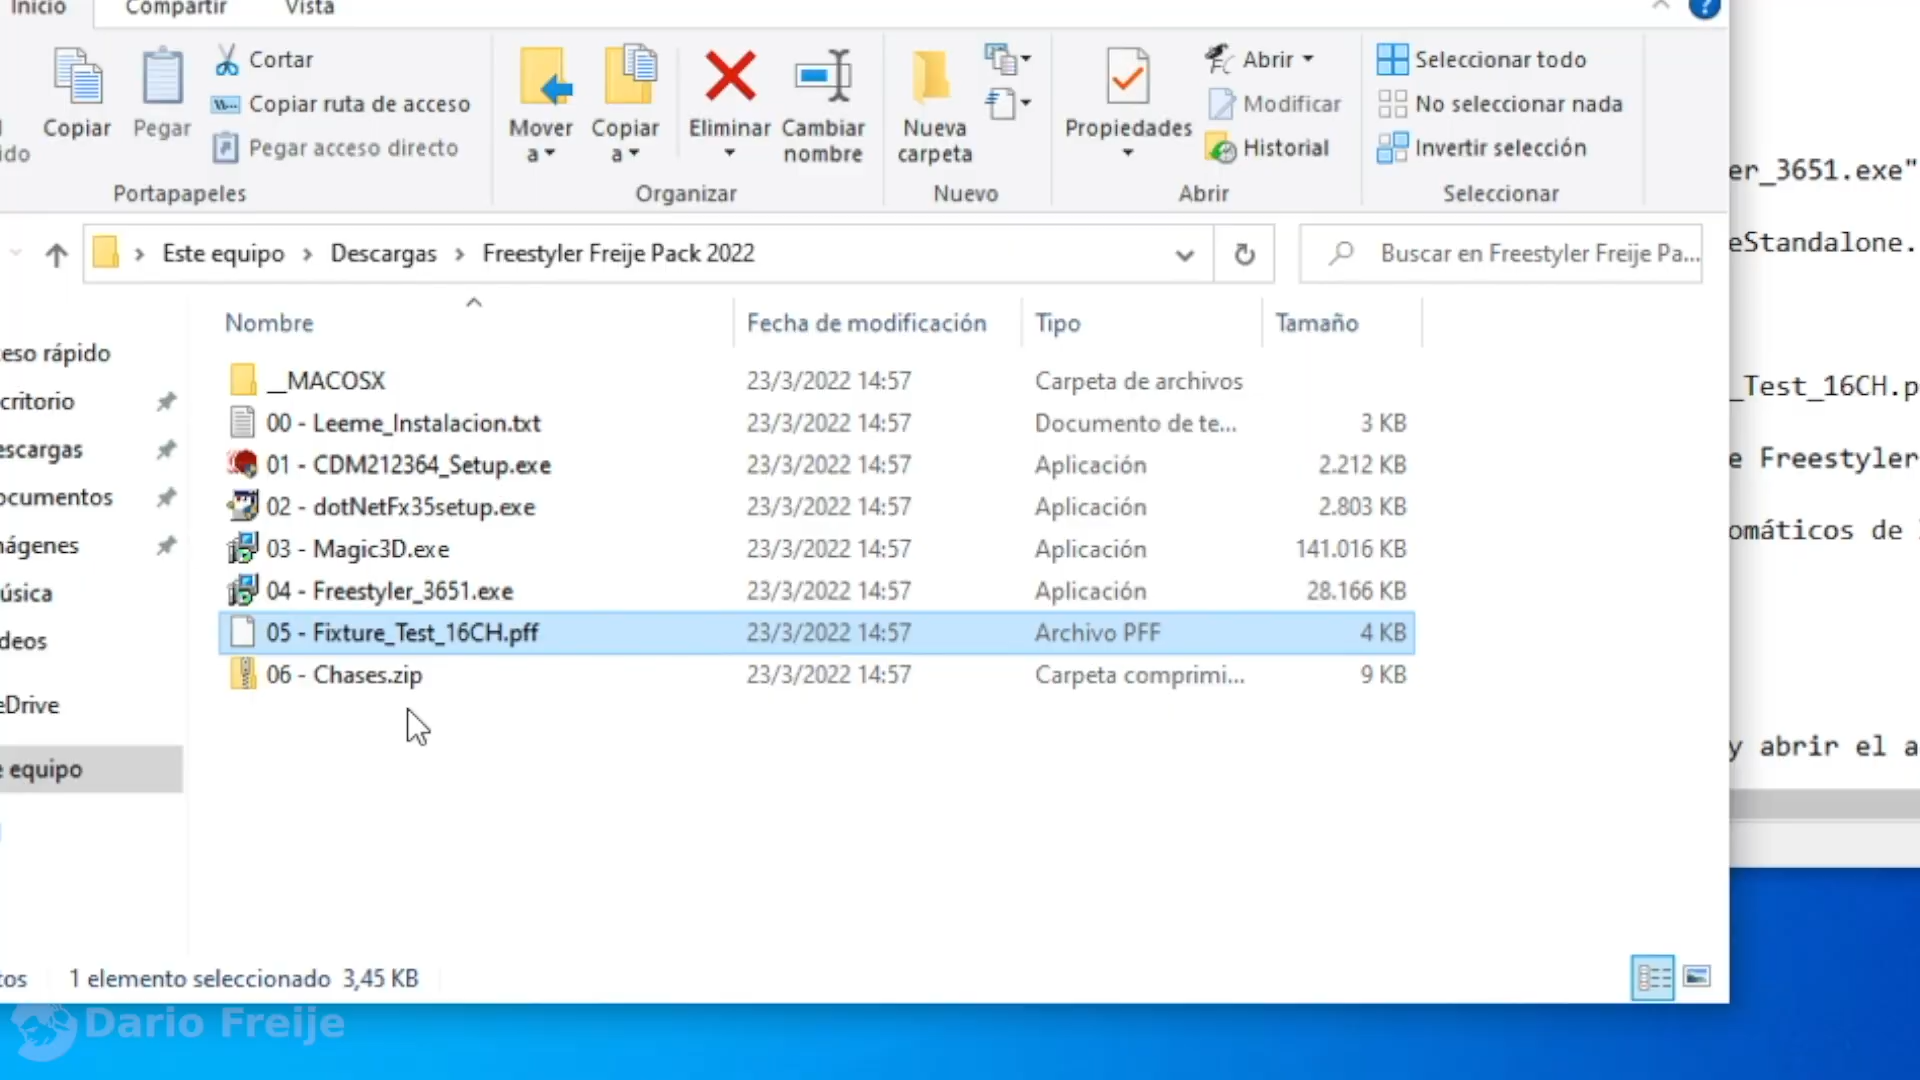 Inicio
Compartir
Vista
Copiar
Pegar
Cortar
Copiar ruta de acceso
Pegar acceso directo
Portapapeles
Mover a
Copiar a
Eliminar
Cambiar nombre
Organizar
Nueva carpeta
Nuevo
Propiedades
Abrir
Modificar
Historial
Abrir
Seleccionar todo
No seleccionar nada
Invertir selección
Seleccionar
Este equipo > Descargas > Freestyler Freije Pack 2022
Buscar en Freestyler Freije Pa...
Nombre Fecha de modificación Tipo Tamaño
__MACOSX 23/3/2022 14:57 Carpeta de archivos
00 - Leeme_Instalacion.txt 23/3/2022 14:57 Documento de te... 3 KB
01 - CDM212364_Setup.exe 23/3/2022 14:57 Aplicación 2.212 KB
02 - dotNetFx35setup.exe 23/3/2022 14:57 Aplicación 2.803 KB
03 - Magic3D.exe 23/3/2022 14:57 Aplicación 141.016 KB
04 - Freestyler_3651.exe 23/3/2022 14:57 Aplicación 28.166 KB
05 - Fixture_Test_16CH.pff 23/3/2022 14:57 Archivo PFF 4 KB
06 - Chases.zip 23/3/2022 14:57 Carpeta comprimi... 9 KB
eso rápido
critorio
escargas
ocumentos
mágenes
úsica
deos
eDrive
e equipo
tos 1 elemento seleccionado 3,45 KB
er_3651.exe"
eStandalone.
_Test_16CH.p
e Freestyler
omáticos de
y abrir el a
Dario Freije